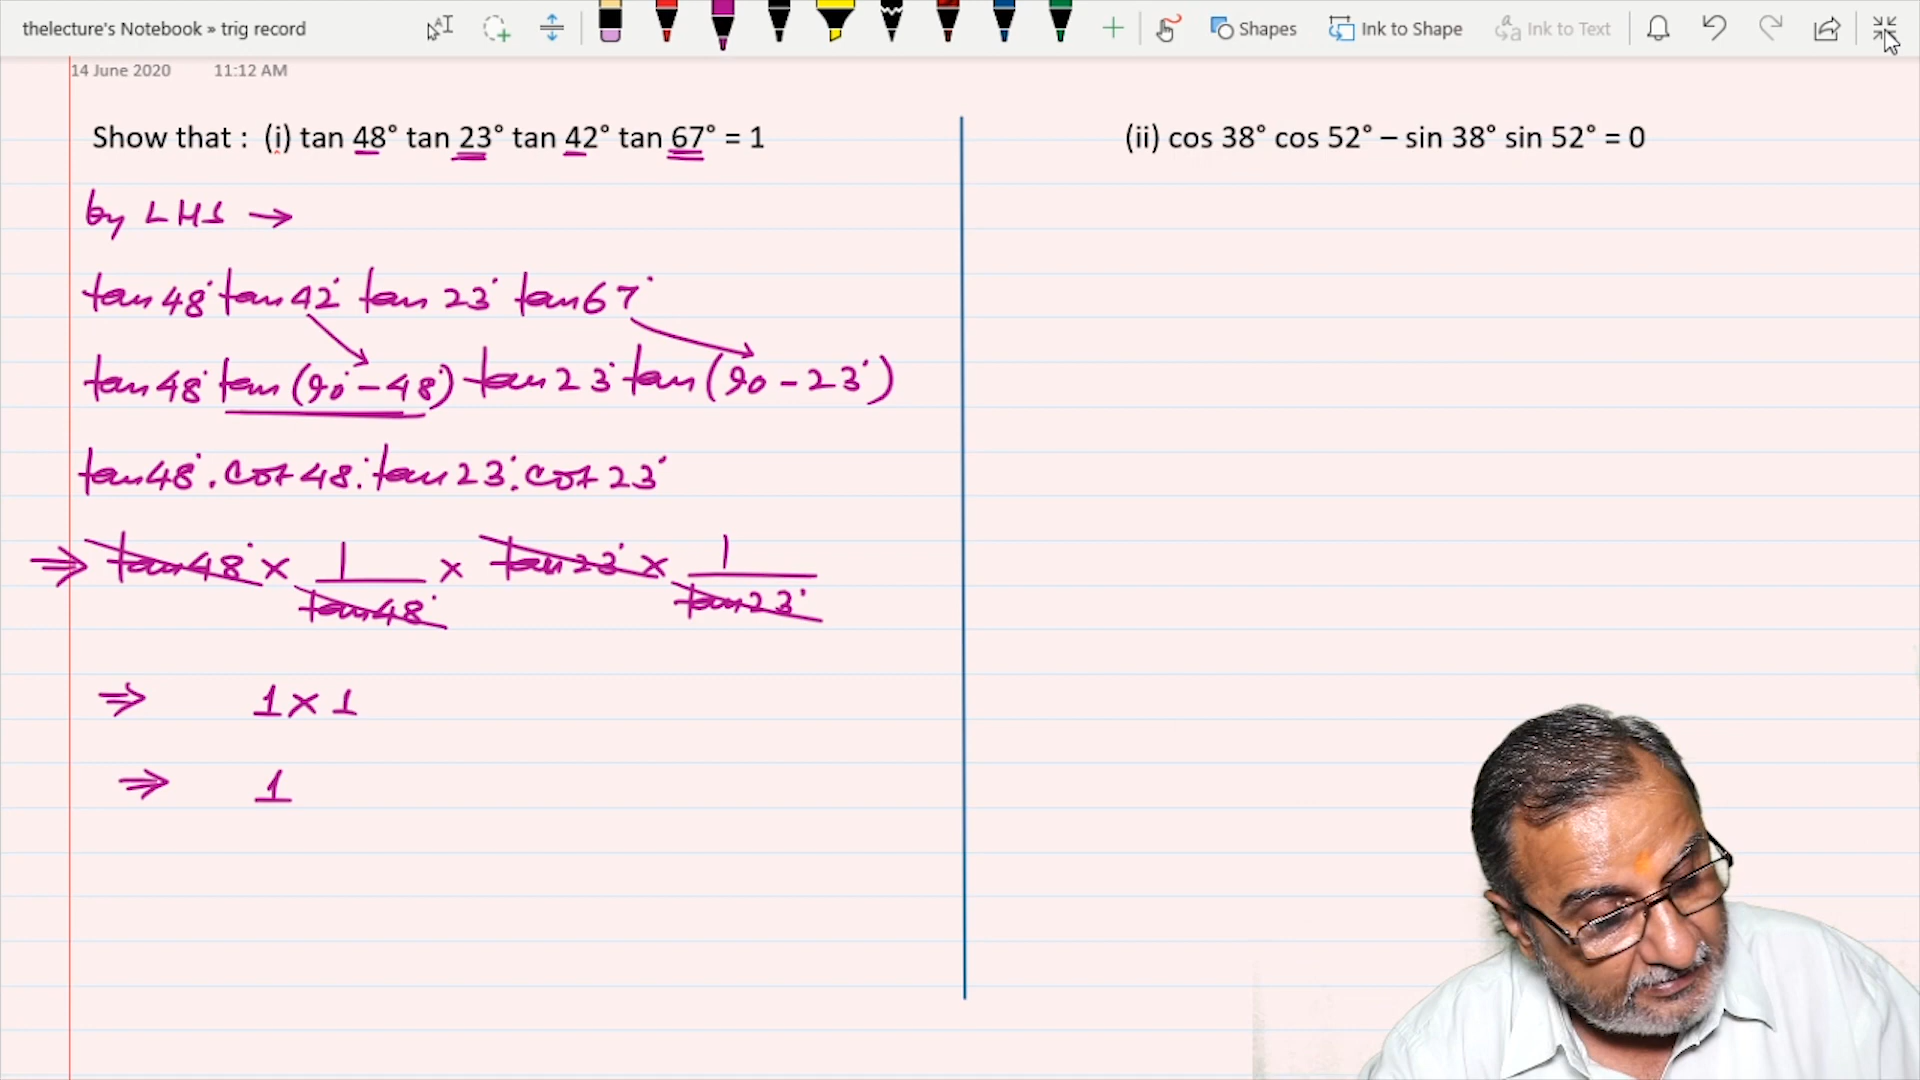 thelecture's Notebook » trig record
Shapes
Ink to Shape
Ink to Text
14 June 2020 11:12 AM
Show that : (i) tan 48° tan 23° tan 42° tan 67° = 1
by LHS →
tan 48° tan 42° tan 23° tan 67°
tan 48° tan (90° - 48°) tan 23° tan (90 - 23°)
tan 48° . cot 48° . tan 23° . cot 23°
⇒ tan 48° × 1/tan 48° × tan 23° × 1/tan 23°
⇒ 1 × 1
⇒ 1
(ii) cos 38° cos 52° – sin 38° sin 52° = 0